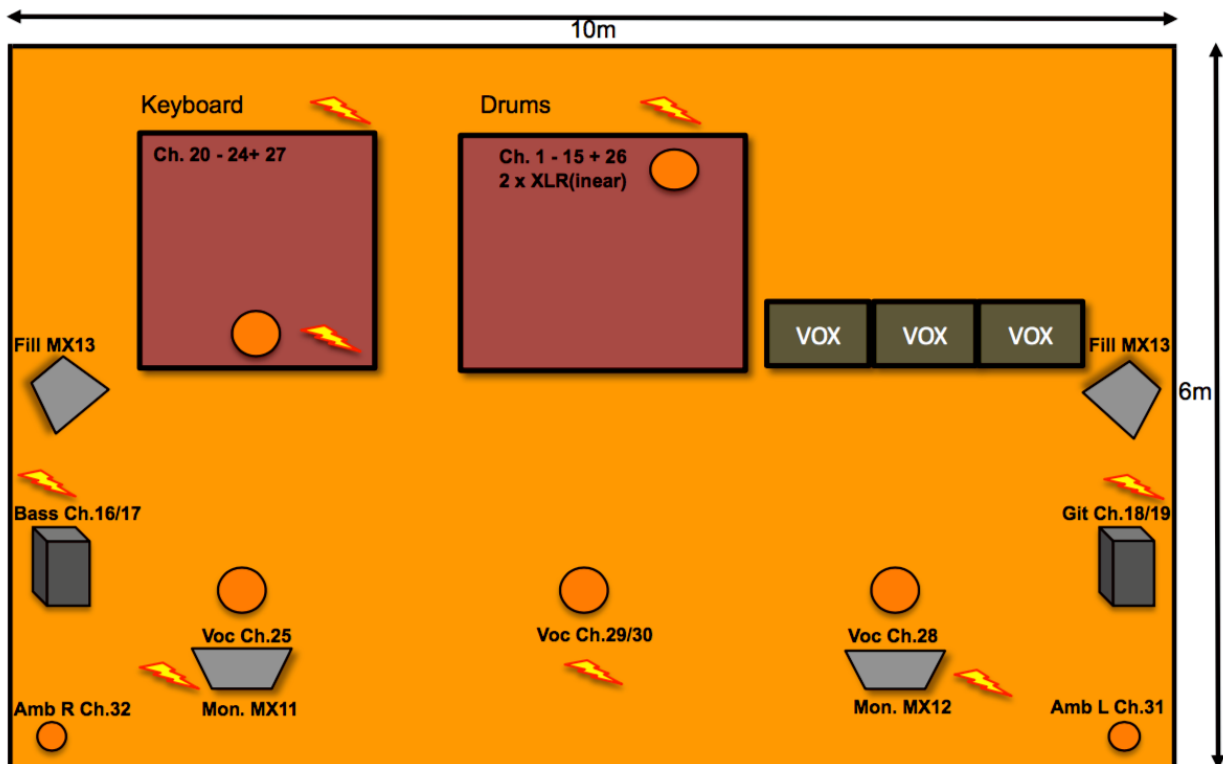 10m
Keyboard
Drums
Ch. 20 - 24+ 27
Ch. 1 - 15 + 26
2 x XLR(inear)
VOX
VOX
VOX
Fill MX13
Fill MX13
6m
Bass Ch.16/17
Git Ch.18/19
Voc Ch.25
Voc Ch.29/30
Voc Ch.28
Amb R Ch.32
Mon. MX11
Mon. MX12
Amb L Ch.31